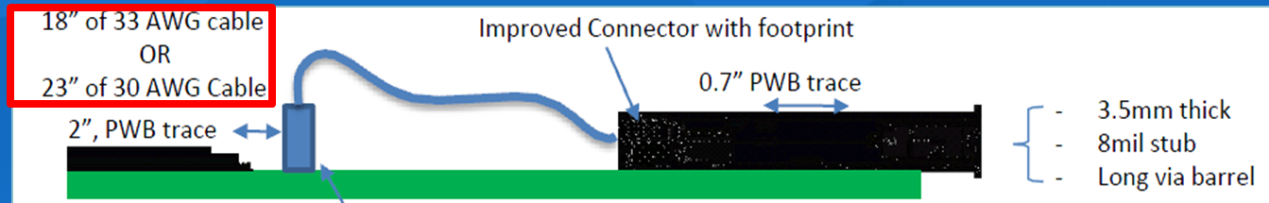 18” of 33 AWG cable
OR
23” of 30 AWG Cable
2”, PWB trace
Improved Connector with footprint
0.7” PWB trace
- 3.5mm thick
- 8mil stub
- Long via barrel